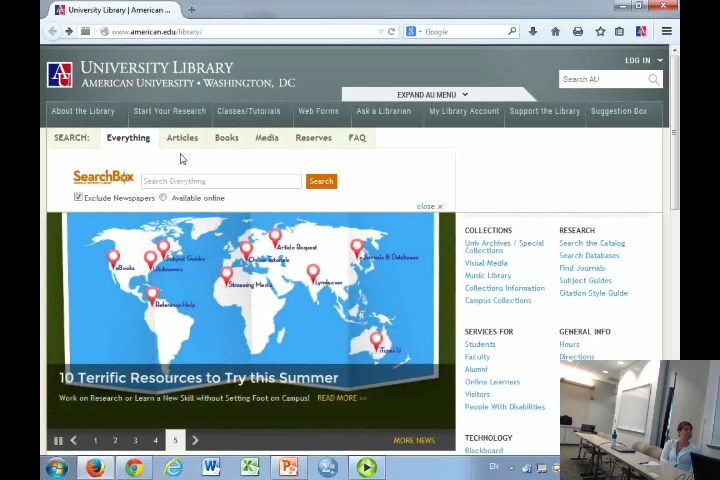 University Library | American ...
www.american.edu/library/
Google
LOG IN
UNIVERSITY LIBRARY
AMERICAN UNIVERSITY • WASHINGTON, DC
Search AU
EXPAND AU MENU
About the Library
Start Your Research
Classes/Tutorials
Web Forms
Ask a Librarian
My Library Account
Support the Library
Suggestion Box
SEARCH:
Everything
Articles
Books
Media
Reserves
FAQ
SearchBox
Search Everything
Search
Exclude Newspapers
Available online
close x
eBooks
Subject Guides
Reference Help
Streaming Media
Online Tutorials
Article Request
Lynda.com
eJournals & Databases
iTunes U
10 Terrific Resources to Try this Summer
Work on Research or Learn a New Skill without Setting Foot on Campus!
READ MORE >>
1 2 3 4 5
MORE NEWS
COLLECTIONS
Univ Archives / Special
Collections
Visual Media
Music Library
Collections Information
Campus Collections
RESEARCH
Search the Catalog
Search Databases
Find Journals
Subject Guides
Citation Style Guide
SERVICES FOR
Students
Faculty
Alumni
Online Learners
Visitors
People With Disabilities
GENERAL INFO
Hours
Directions
TECHNOLOGY
Blackboard
EN